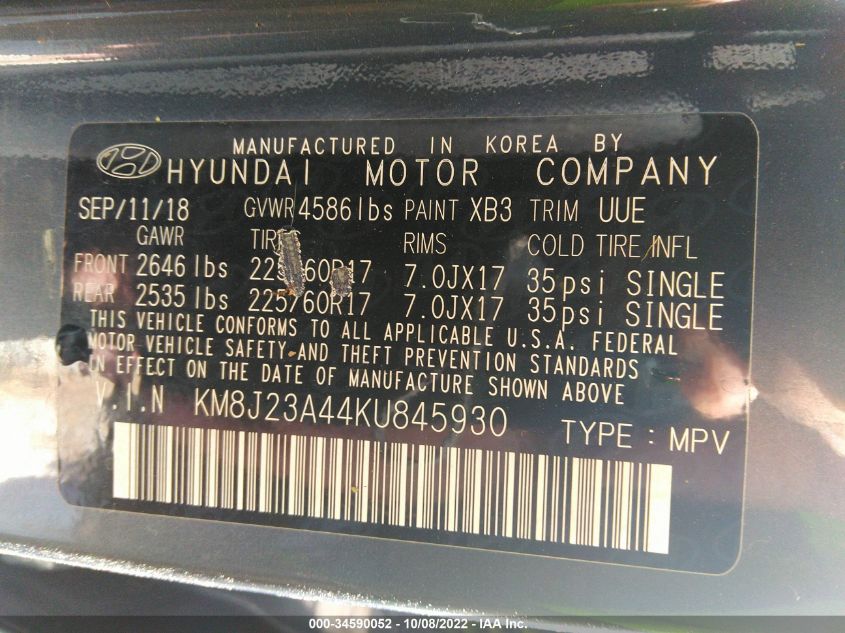 MANUFACTURED IN KOREA BY
HYUNDAI MOTOR COMPANY
SEP/11/18 GVWR 4586 lbs PAINT XB3 TRIM UUE
GAWR RIMS COLD TIRE/INFL
FRONT 2646 lbs 7.0JX17 35psi SINGLE
REAR 2535 lbs 225/60R17 7.0JX17 35psi SINGLE
THIS VEHICLE CONFORMS TO ALL APPLICABLE U.S.A. FEDERAL
MOTOR VEHICLE SAFETY AND THEFT PREVENTION STANDARDS
IN EFFECT ON THE DATE OF MANUFACTURE SHOWN ABOVE
V.I.N KM8J23A44KU845930 TYPE : MPV
000-34590052 - 10/08/2022 - IAA Inc.